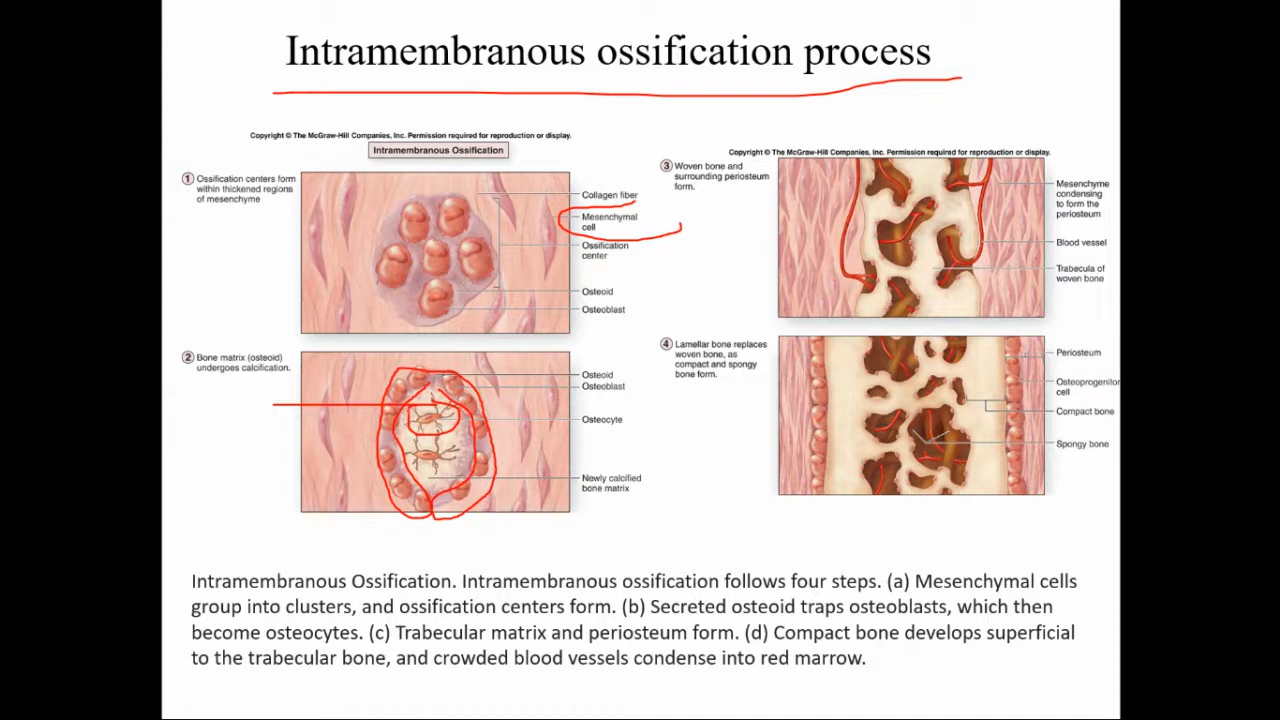 Intramembranous ossification process
Copyright © The McGraw-Hill Companies, Inc. Permission required for reproduction or display.
Intramembranous Ossification
1 Ossification centers form
within thickened regions
of mesenchyme
Collagen fiber
Mesenchymal
cell
Ossification
center
Osteoid
Osteoblast
2 Bone matrix (osteoid)
undergoes calcification.
Osteoid
Osteoblast
Osteocyte
Newly calcified
bone matrix
Copyright © The McGraw-Hill Companies, Inc. Permission required for reproduction or display.
3 Woven bone and
surrounding periosteum
form.
Mesenchyme
condensing
to form the
periosteum
Blood vessel
Trabecula of
woven bone
4 Lamellar bone replaces
woven bone, as
compact and spongy
bone form.
Periosteum
Osteoprogenitor
cell
Compact bone
Spongy bone
Intramembranous Ossification. Intramembranous ossification follows four steps. (a) Mesenchymal cells
group into clusters, and ossification centers form. (b) Secreted osteoid traps osteoblasts, which then
become osteocytes. (c) Trabecular matrix and periosteum form. (d) Compact bone develops superficial
to the trabecular bone, and crowded blood vessels condense into red marrow.